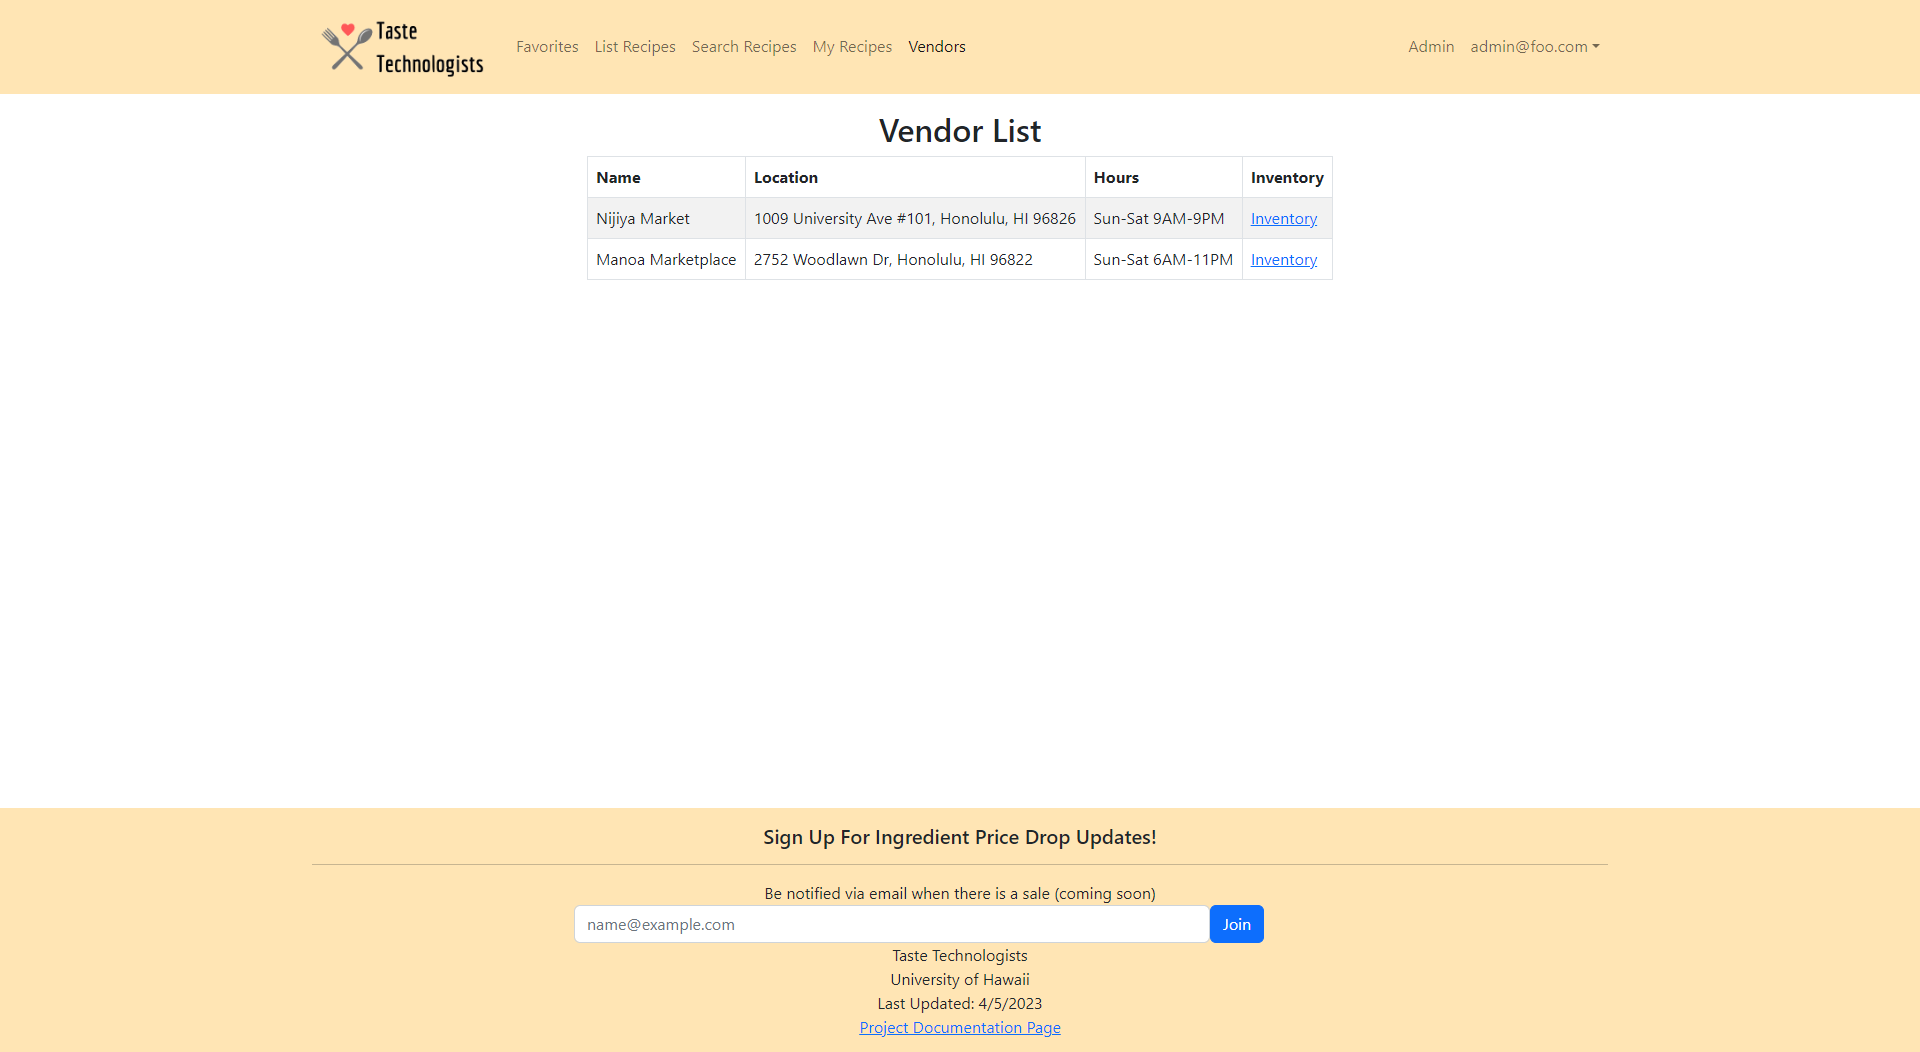 Taste
Technologists
Favorites List Recipes Search Recipes My Recipes Vendors Admin admin@foo.com
Vendor List
Name Location Hours Inventory
Nijiya Market 1009 University Ave #101, Honolulu, HI 96826 Sun-Sat 9AM-9PM Inventory
Manoa Marketplace 2752 Woodlawn Dr, Honolulu, HI 96822 Sun-Sat 6AM-11PM Inventory
Sign Up For Ingredient Price Drop Updates!
Be notified via email when there is a sale (coming soon)
name@example.com Join
Taste Technologists
University of Hawaii
Last Updated: 4/5/2023
Project Documentation Page